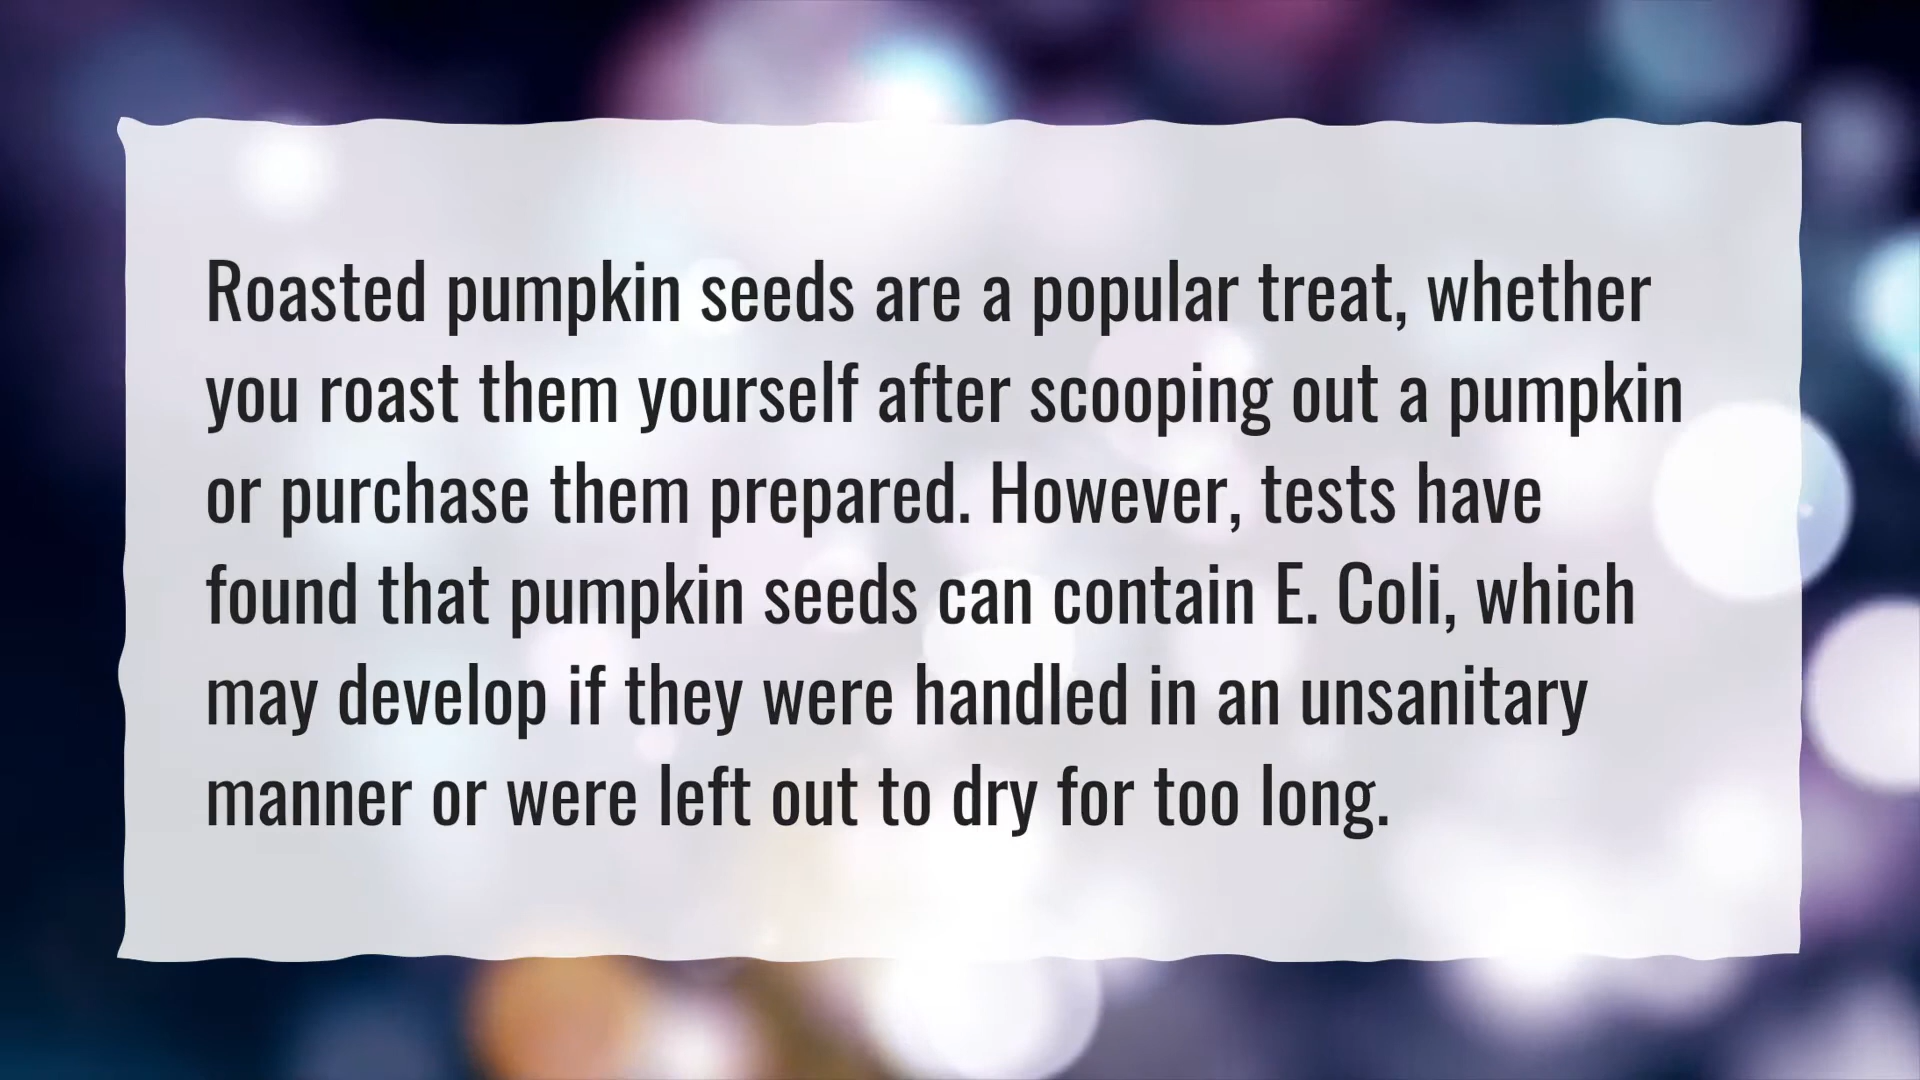 Roasted pumpkin seeds are a popular treat, whether
you roast them yourself after scooping out a pumpkin
or purchase them prepared. However, tests have
found that pumpkin seeds can contain E. Coli, which
may develop if they were handled in an unsanitary
manner or were left out to dry for too long.